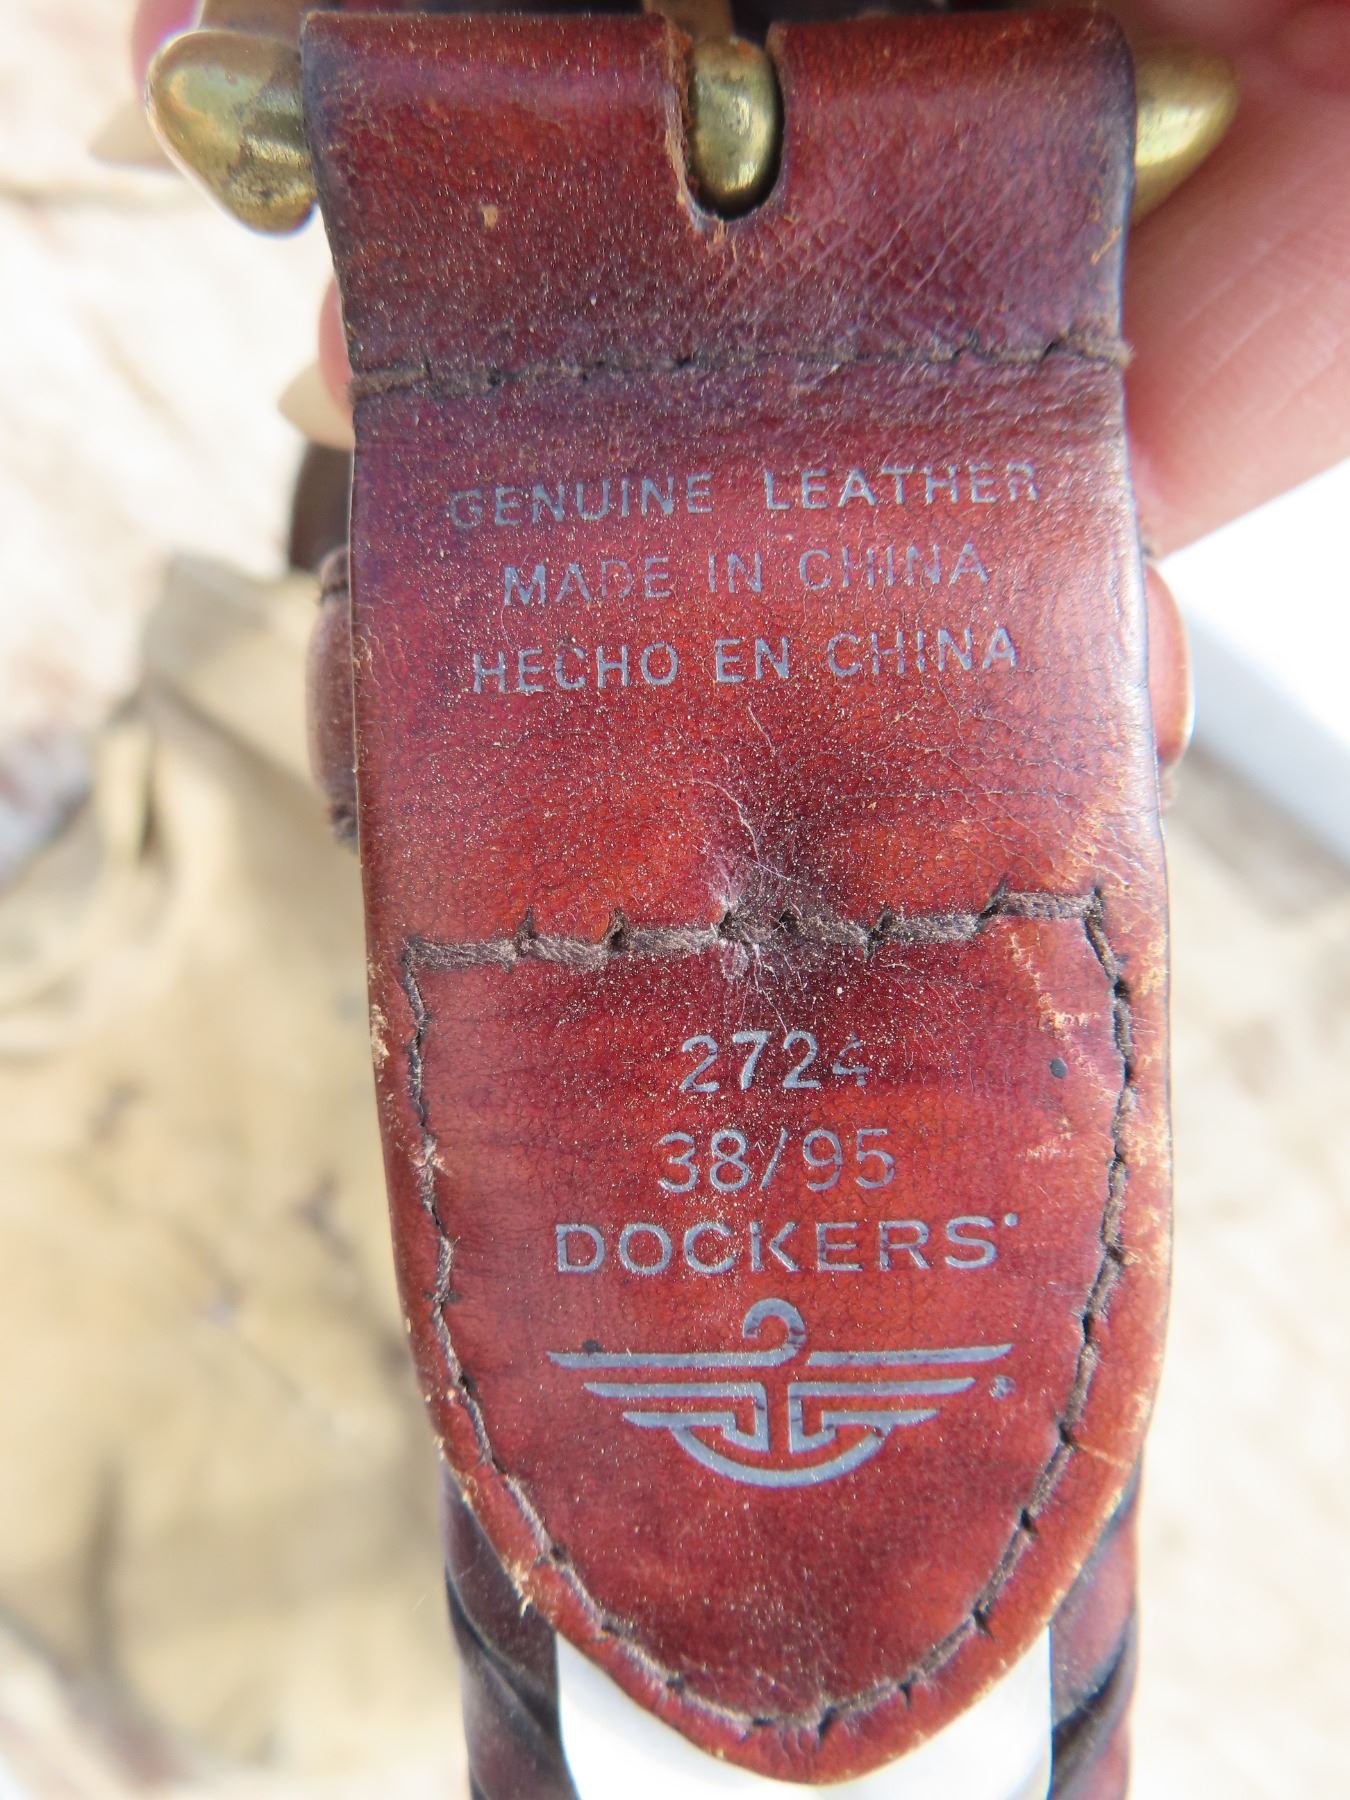 GENUINE LEATHER
MADE IN CHINA
HECHO EN CHINA
2724
38/95
DOCKERS®